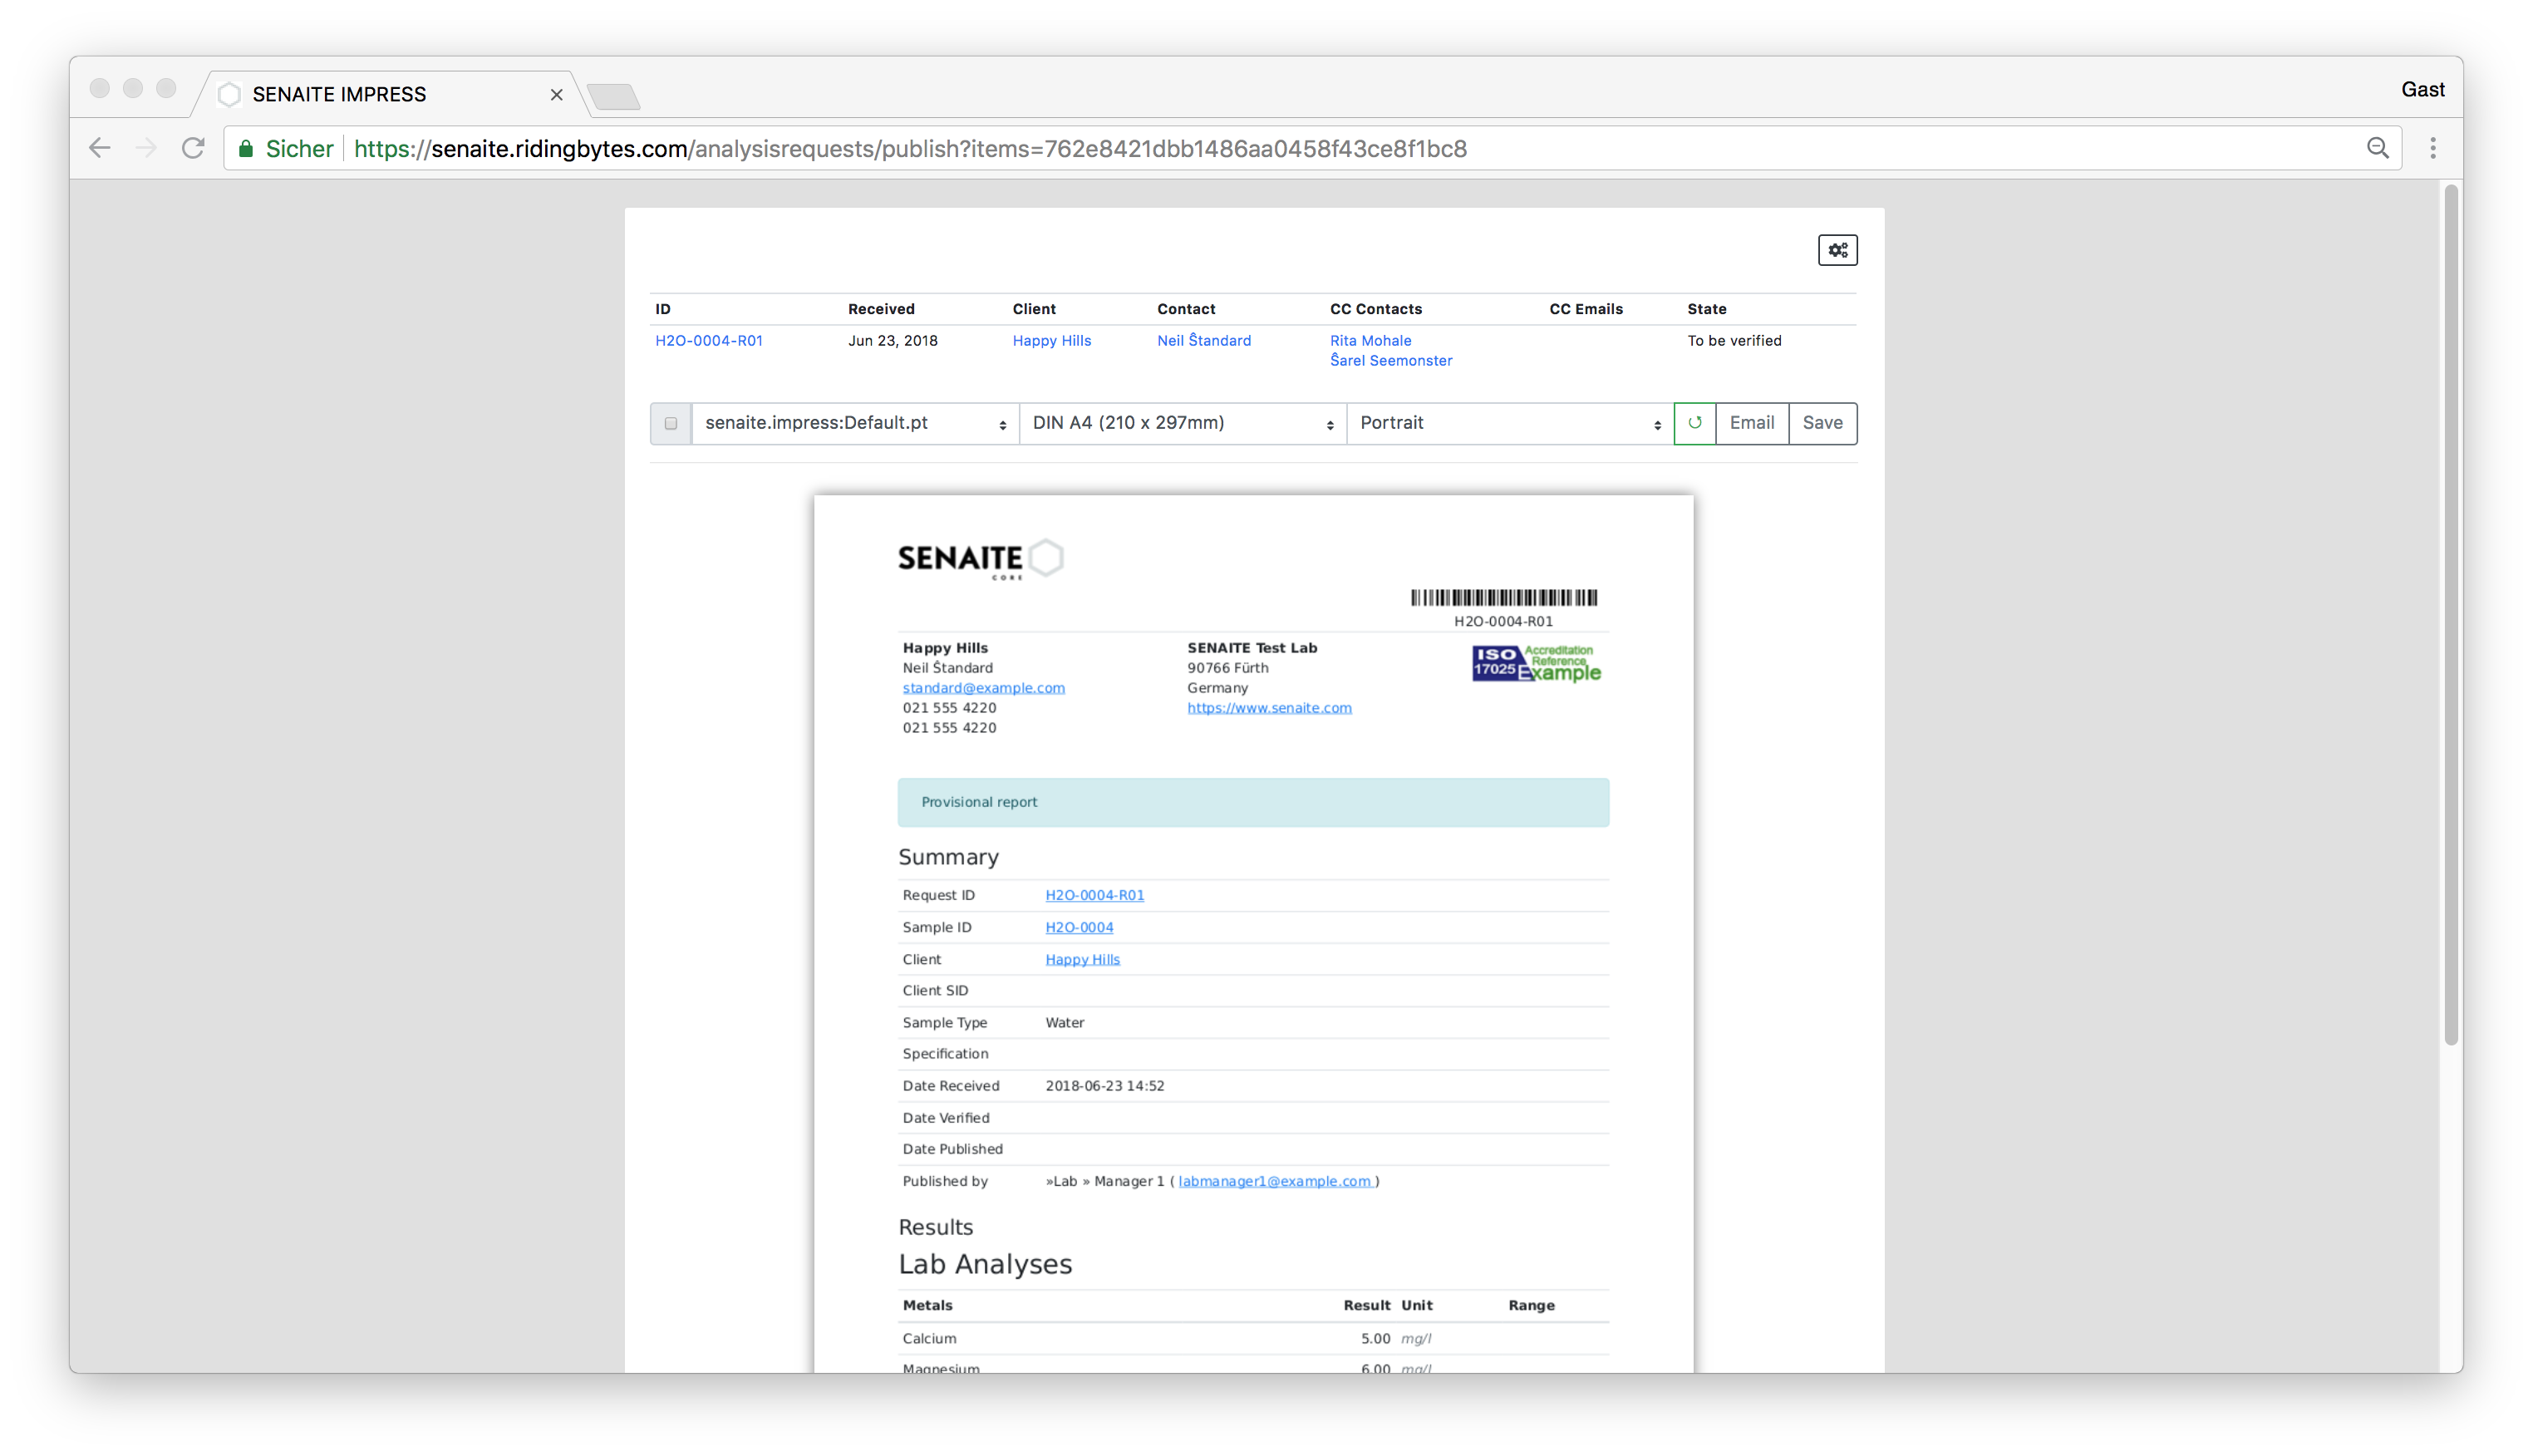 SENAITE IMPRESS
Gast
Sicher https://senaite.ridingbytes.com/analysisrequests/publish?items=762e8421dbb1486aa0458f43ce8f1bc8
ID Received Client Contact CC Contacts CC Emails State
H2O-0004-R01 Jun 23, 2018 Happy Hills Neil Ŝtandard Rita Mohale To be verified
Ŝarel Seemonster
senaite.impress:Default.pt DIN A4 (210 x 297mm) Portrait Email Save
SENAITE
CORE
H2O-0004-R01
Happy Hills
Neil Ŝtandard
standard@example.com
021 555 4220
021 555 4220
SENAITE Test Lab
90766 Fürth
Germany
https://www.senaite.com
ISO Accreditation
Reference
17025 Example
Provisional report
Summary
Request ID H2O-0004-R01
Sample ID H2O-0004
Client Happy Hills
Client SID
Sample Type Water
Specification
Date Received 2018-06-23 14:52
Date Verified
Date Published
Published by »Lab » Manager 1 ( labmanager1@example.com )
Results
Lab Analyses
Metals Result Unit Range
Calcium 5.00 mg/l
Magnesium 6.00 mg/l